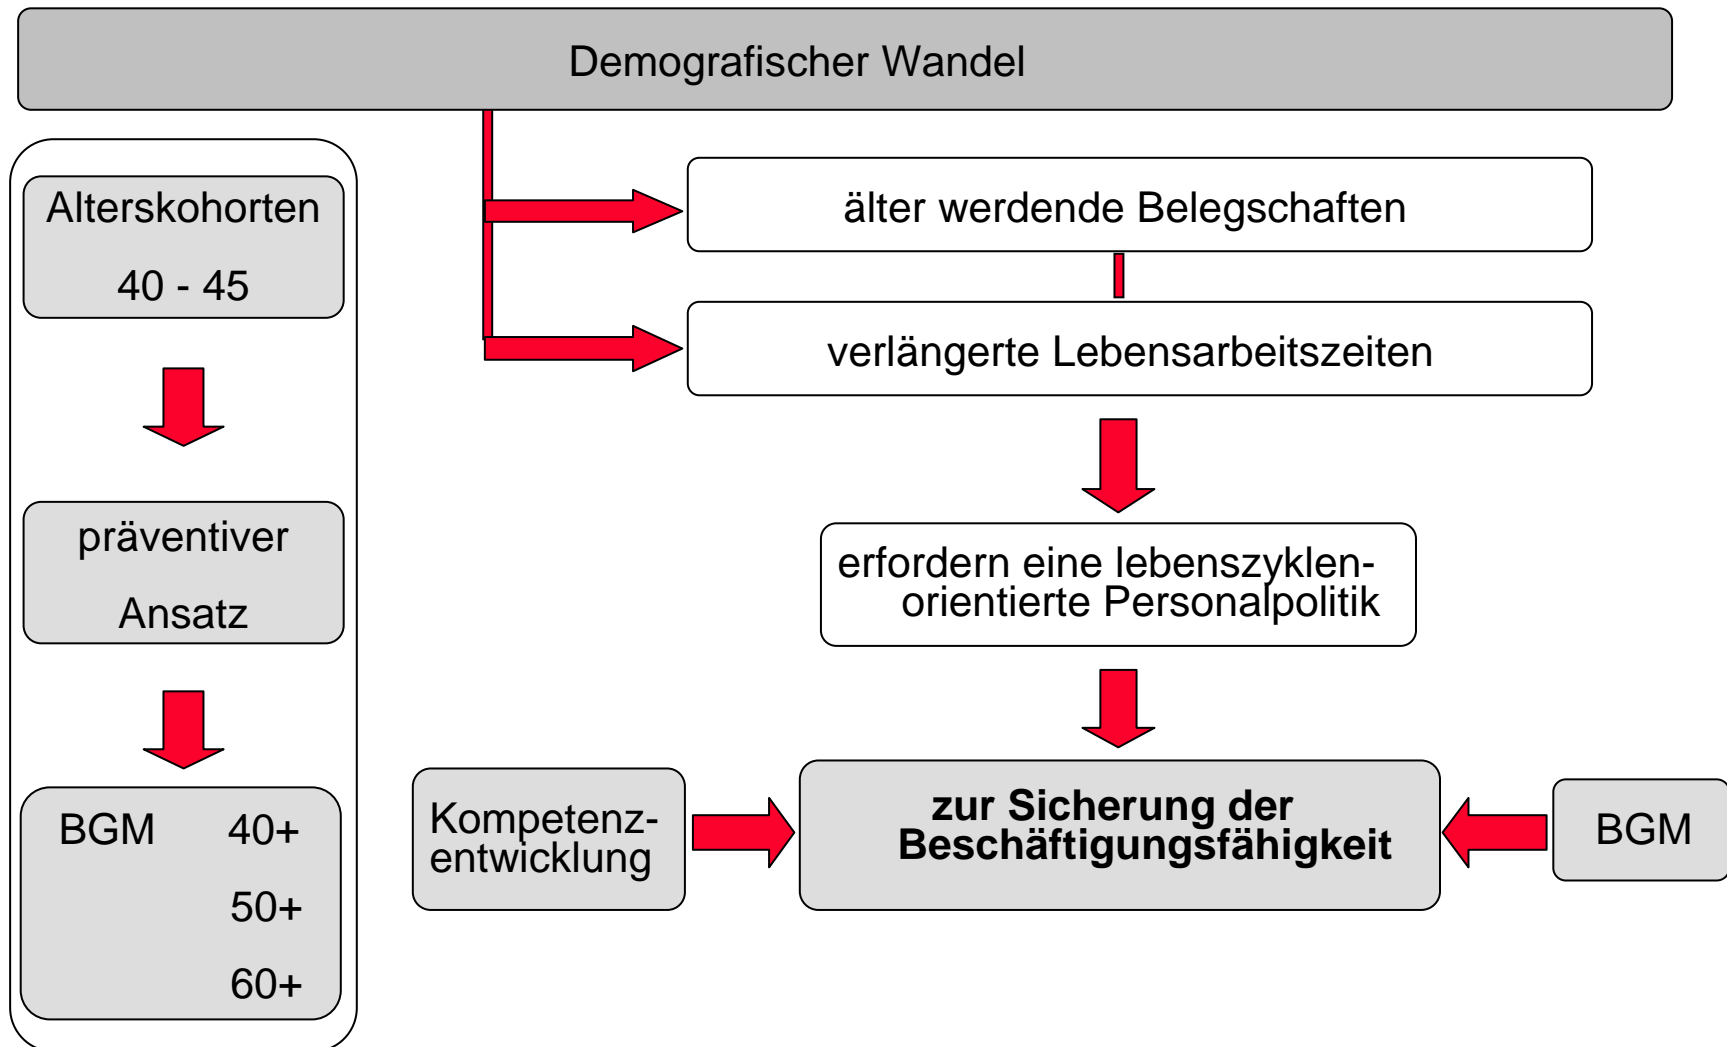 Demografischer Wandel
Alterskohorten
40 - 45
präventiver
Ansatz
BGM 40+
50+
60+
älter werdende Belegschaften
verlängerte Lebensarbeitszeiten
erfordern eine lebenszyklen-
orientierte Personalpolitik
Kompetenz-
entwicklung
zur Sicherung der
Beschäftigungsfähigkeit
BGM